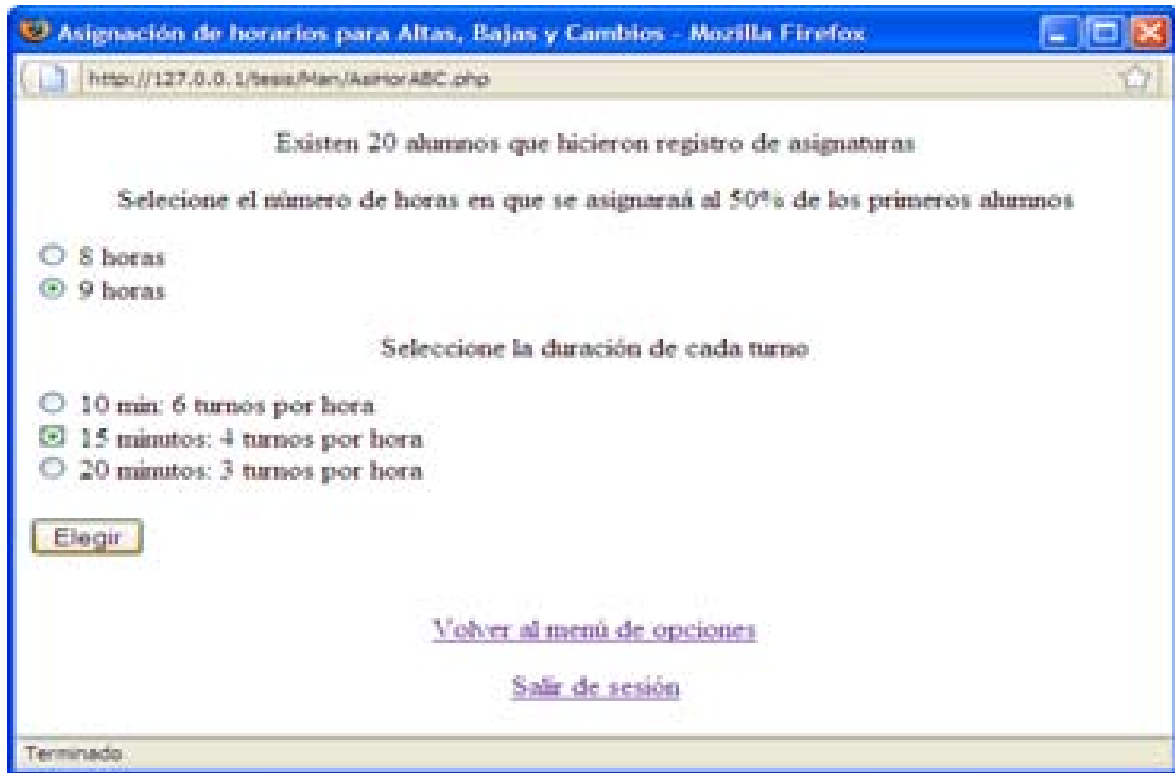 Asignación de horarios para Altas, Bajas y Cambios - Mozilla Firefox
http://127.0.0.1/tesis/Man/AsiHorABC.php
Existen 20 alumnos que hicieron registro de asignaturas
Selecione el número de horas en que se asignaraá al 50% de los primeros alumnos
8 horas
9 horas
Seleccione la duración de cada turno
10 min: 6 turnos por hora
15 minutos: 4 turnos por hora
20 minutos: 3 turnos por hora
Elegir
Volver al menú de opciones
Salir de sesión
Terminado